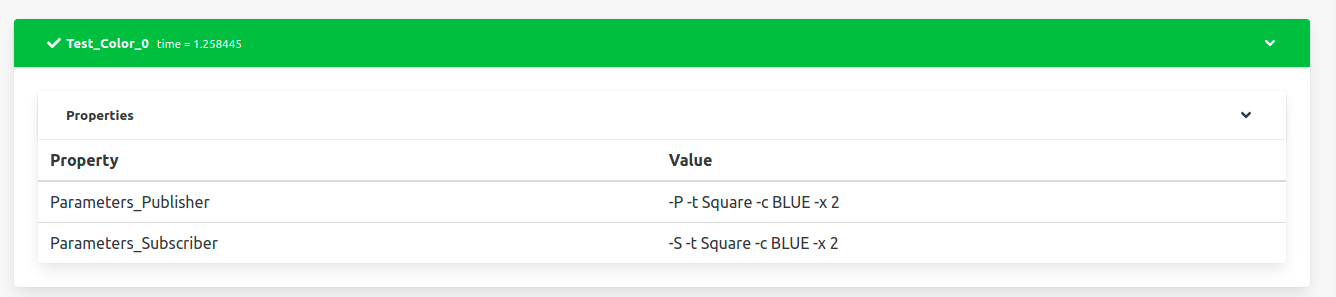 Test_Color_0 time = 1.258445
Properties
Property Value
Parameters_Publisher -P -t Square -c BLUE -x 2
Parameters_Subscriber -S -t Square -c BLUE -x 2